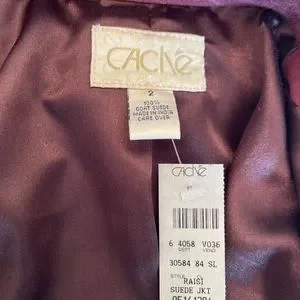 CAChé
2
100%
GOAT SUEDE
MADE IN INDIA
CARE OVER
CAChé
6 4058 V036
DEPT VEND
30584 84 SL
STYLE
RAISI
SUEDE JKT